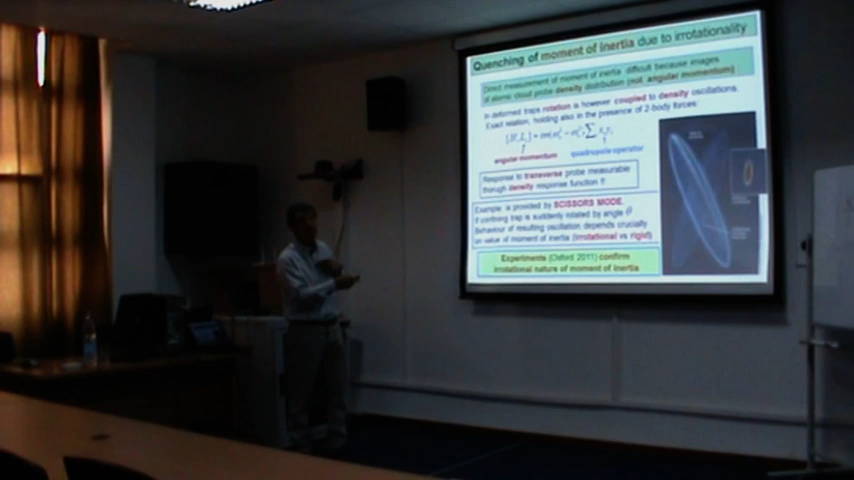 Quenching of moment of inertia due to irrotationality
Direct measurement of moment of inertia difficult because images
of atomic cloud probe density distribution (not angular momentum)
In deformed traps rotation is however coupled to density oscillations.
Exact relation, holding also in the presence of 2-body forces:
angular momentum quadrupole operator
Response to transverse probe measurable
thorugh density response function !!
Example is provided by SCISSORS MODE.
If confining trap is suddenly rotated by angle θ
Behaviour of resulting oscillation depends crucially
on value of moment of inertia (irrotational vs rigid)
Experiments (Oxford 2011) confirm
irrotational nature of moment of inertia